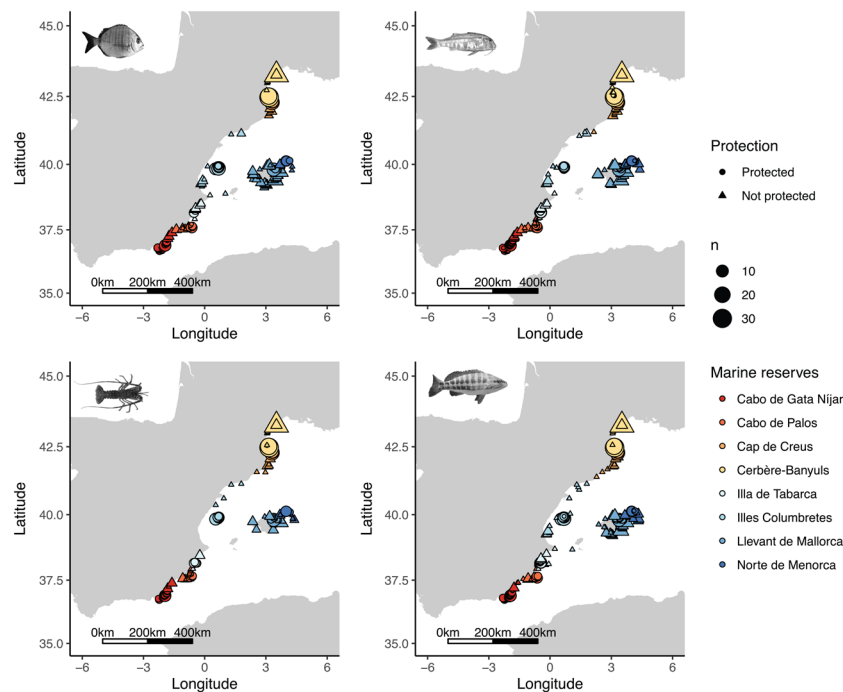 45.0
42.5
40.0
37.5
35.0
Latitude
0km 200km 400km
−6 −3 0 3 6
Longitude
45.0
42.5
40.0
37.5
35.0
Latitude
0km 200km 400km
−6 −3 0 3 6
Longitude
45.0
42.5
40.0
37.5
35.0
Latitude
0km 200km 400km
−6 −3 0 3 6
Longitude
45.0
42.5
40.0
37.5
35.0
Latitude
0km 200km 400km
−6 −3 0 3 6
Longitude
Protection
Protected
Not protected
n
10
20
30
Marine reserves
Cabo de Gata Níjar
Cabo de Palos
Cap de Creus
Cerbère-Banyuls
Illa de Tabarca
Illes Columbretes
Llevant de Mallorca
Norte de Menorca